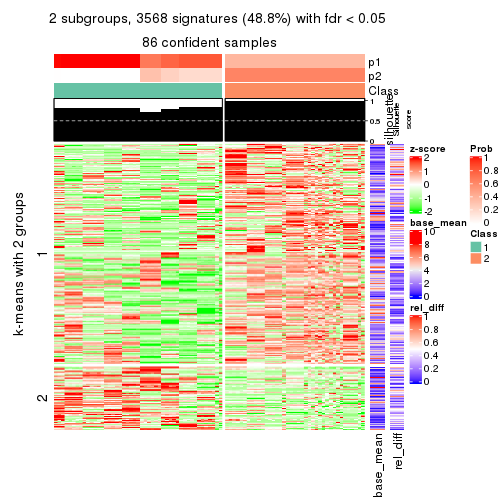 2 subgroups, 3568 signatures (48.8%) with fdr < 0.05
86 confident samples
p1
p2
Class
1
0.5
0
silhouette
Silhouette
score
k-means with 2 groups
1
2
z-score
2
1
0
-1
-2
base_mean
10
8
6
4
2
0
rel_diff
1
0.8
0.6
0.4
0.2
0
Prob
1
0.8
0.6
0.4
0.2
0
Class
1
2
base_mean
rel_diff